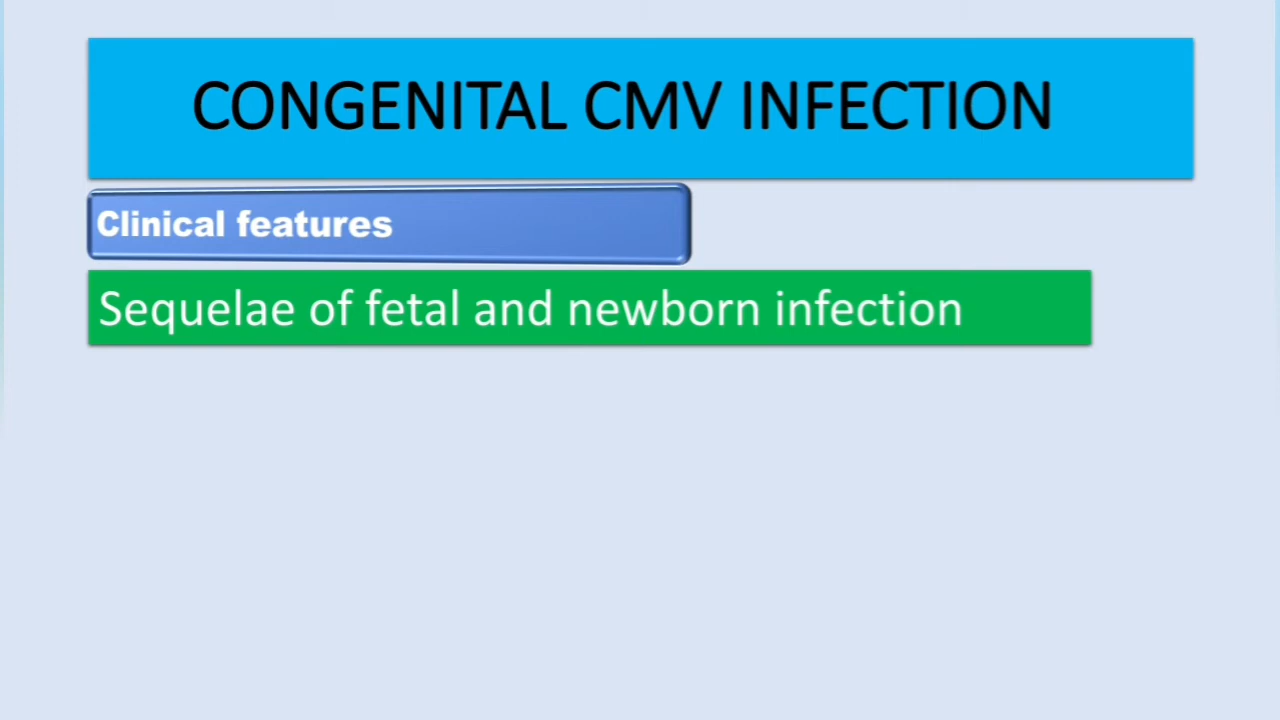 CONGENITAL CMV INFECTION
Clinical features
Sequelae of fetal and newborn infection